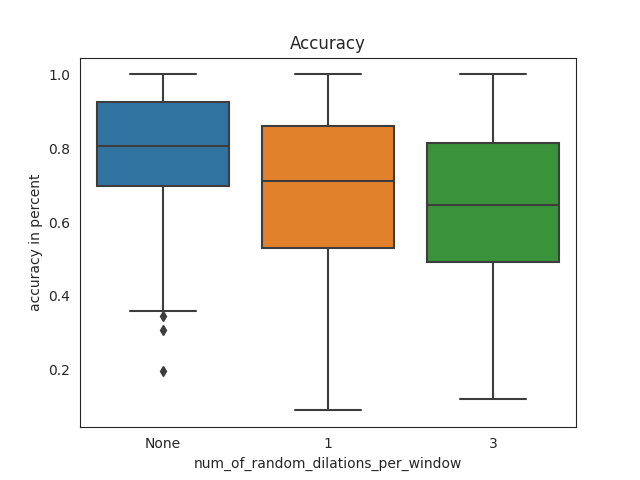 Accuracy
1.0
0.8
0.6
0.4
0.2
accuracy in percent
None 1 3
num_of_random_dilations_per_window